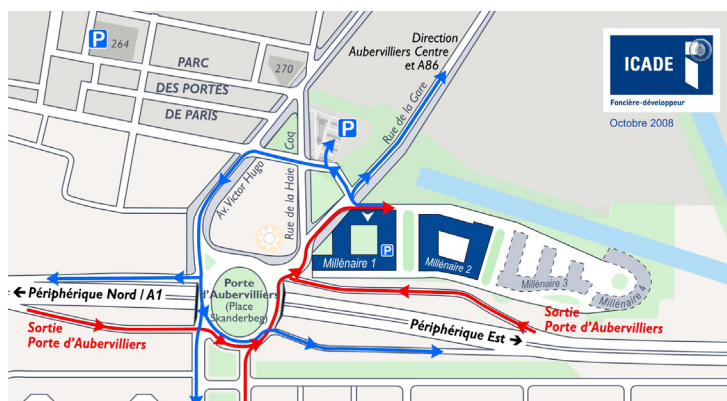 P 264
PARC
DES PORTES
DE PARIS
270
Direction
Aubervilliers Centre
et A86
ICADE
Foncière-développeur
Octobre 2008
P
Coq
Rue de la Gare
Av. Victor Hugo
Rue de la Haie
Millénaire 1
P
Millénaire 2
Millénaire 3
Millénaire 4
Porte
d'Aubervilliers
(Place
Skanderbeg)
← Périphérique Nord / A1
Sortie
Porte d'Aubervilliers
Périphérique Est →
Sortie
Porte d'Aubervilliers